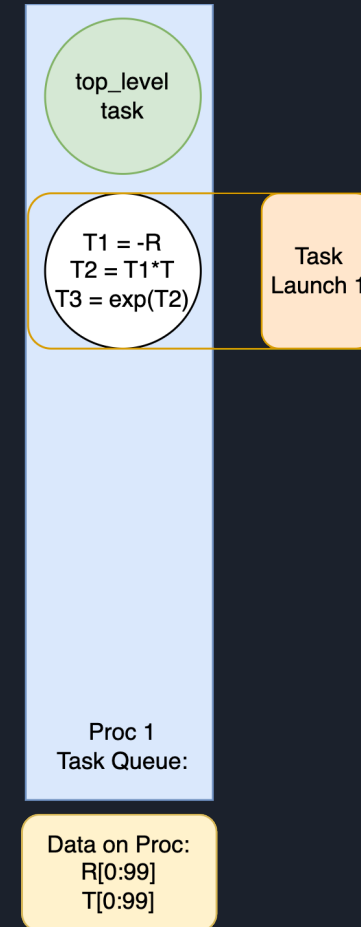 top_level
task
T1 = -R
T2 = T1*T
T3 = exp(T2)
Task
Launch 1
Proc 1
Task Queue:
Data on Proc:
R[0:99]
T[0:99]